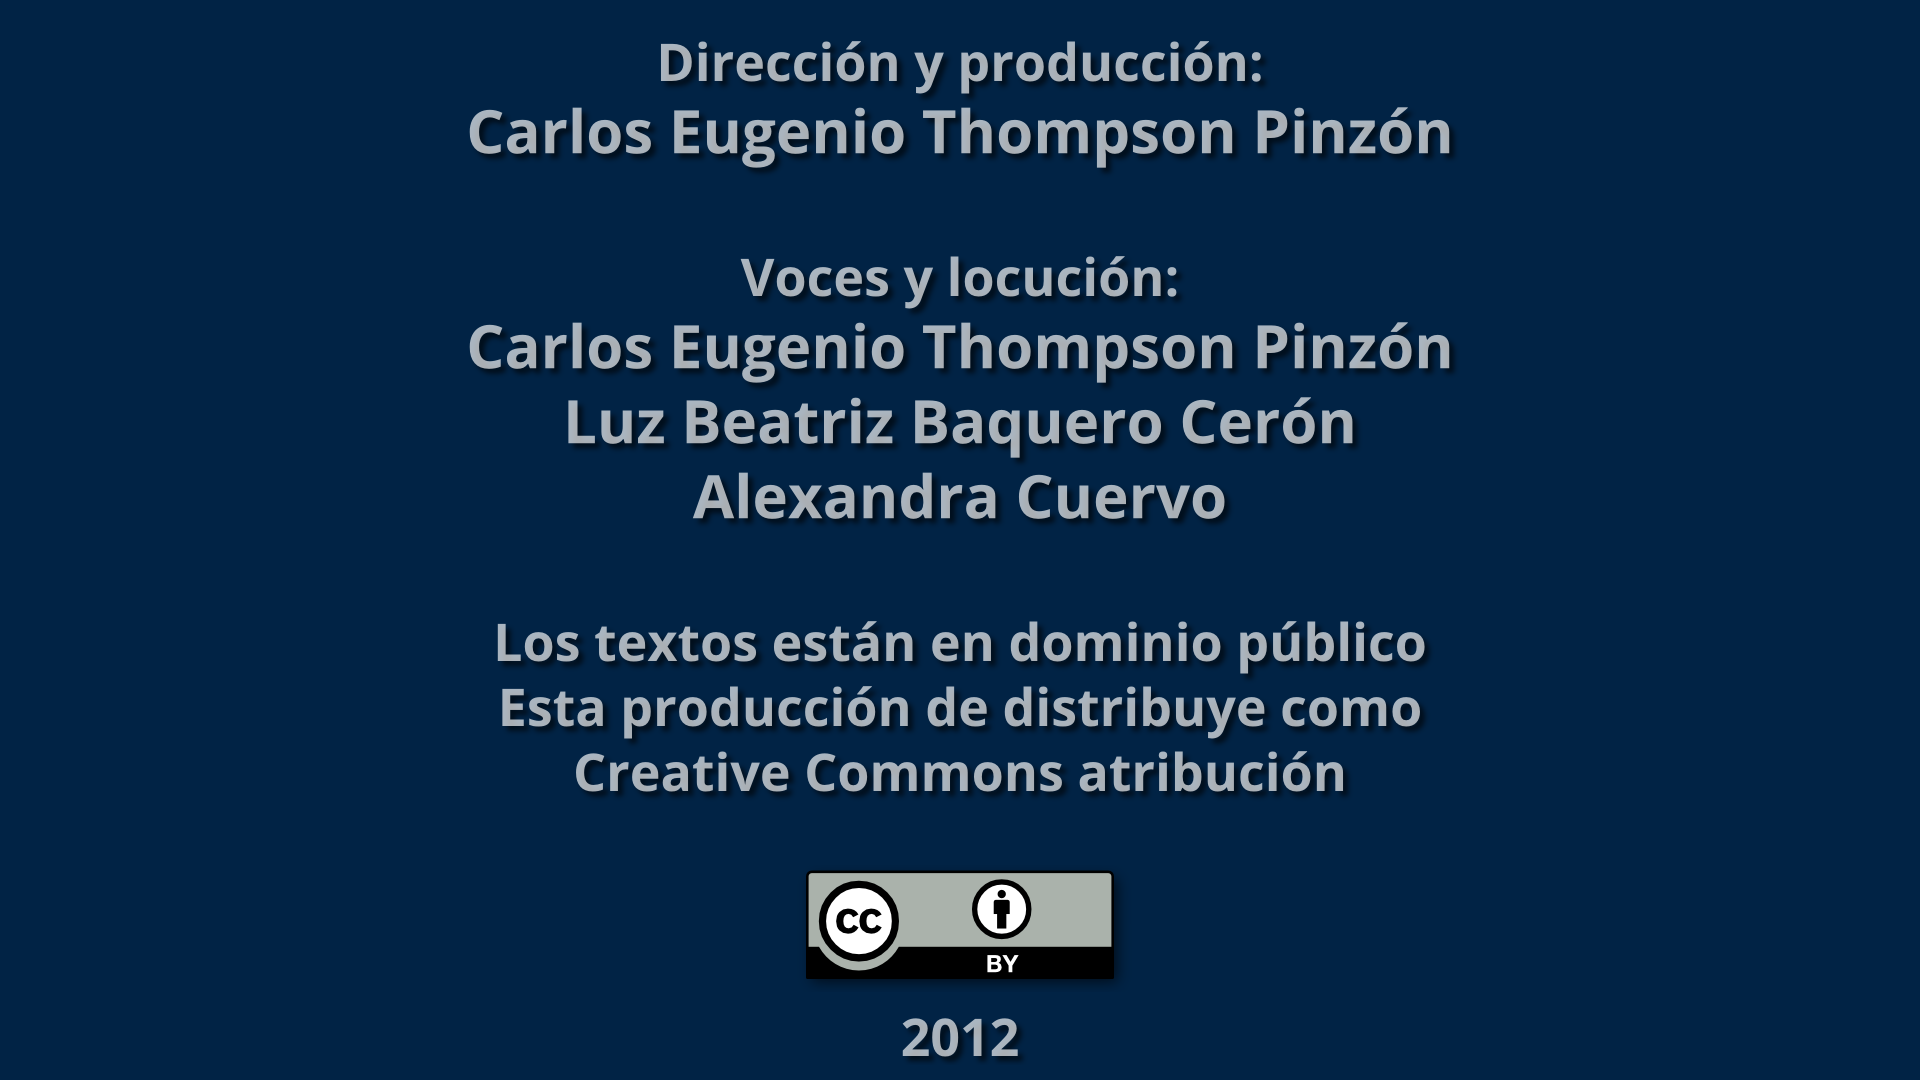 Dirección y producción:
Carlos Eugenio Thompson Pinzón
Voces y locución:
Carlos Eugenio Thompson Pinzón
Luz Beatriz Baquero Cerón
Alexandra Cuervo
Los textos están en dominio público
Esta producción de distribuye como
Creative Commons atribución
cc
BY
2012